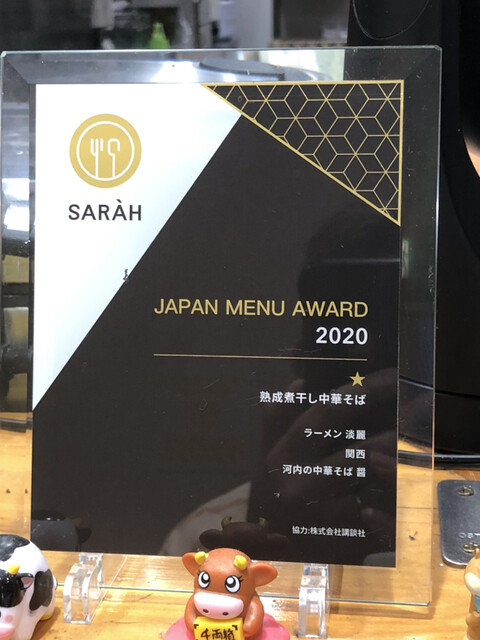 SARÀH
JAPAN MENU AWARD
2020
★
熟成煮干し中華そば
ラーメン 淡麗
関西
河内の中華そば 醤
協力:株式会社講談社